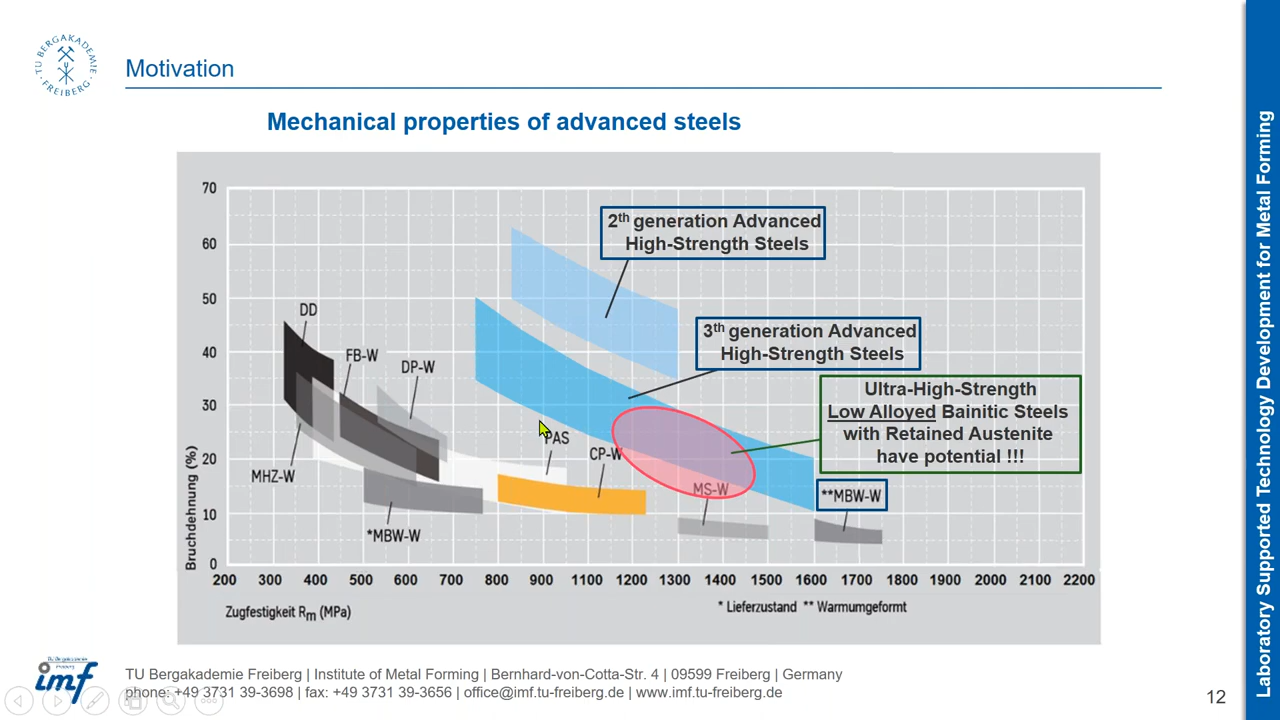 TU BERGAKADEMIE
FREIBERG
Motivation
Mechanical properties of advanced steels
70
60
50
40
30
20
10
0
Bruchdehnung (%)
2th generation Advanced
High-Strength Steels
3th generation Advanced
High-Strength Steels
Ultra-High-Strength
Low Alloyed Bainitic Steels
with Retained Austenite
have potential !!!
DD
FB-W
DP-W
MHZ-W
*MBW-W
PAS
CP-W
MS-W
**MBW-W
200 300 400 500 600 700 800 900 1000 1100 1200 1300 1400 1500 1600 1700 1800 1900 2000 2100 2200
Zugfestigkeit Rm (MPa)
* Lieferzustand ** Warmumgeformt
Laboratory Supported Technology Development for Metal Forming
imf
TU Bergakademie Freiberg | Institute of Metal Forming | Bernhard-von-Cotta-Str. 4 | 09599 Freiberg | Germany
phone: +49 3731 39-3698 | fax: +49 3731 39-3656 | office@imf.tu-freiberg.de | www.imf.tu-freiberg.de
12